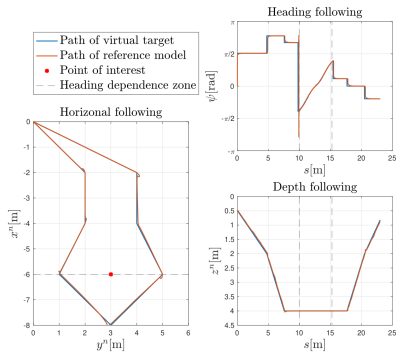 Path of virtual target
Path of reference model
Point of interest
Heading dependence zone
Horizonal following
0
-1
-2
-3
-4
-5
-6
-7
-8
0 1 2 3 4 5 6
xⁿ[m]
yⁿ[m]
Heading following
π
π/2
0
-π/2
-π
0 5 10 15 20 25
ψ[rad]
s[m]
Depth following
0
0.5
1
1.5
2
2.5
3
3.5
4
4.5
0 5 10 15 20 25
zⁿ[m]
s[m]